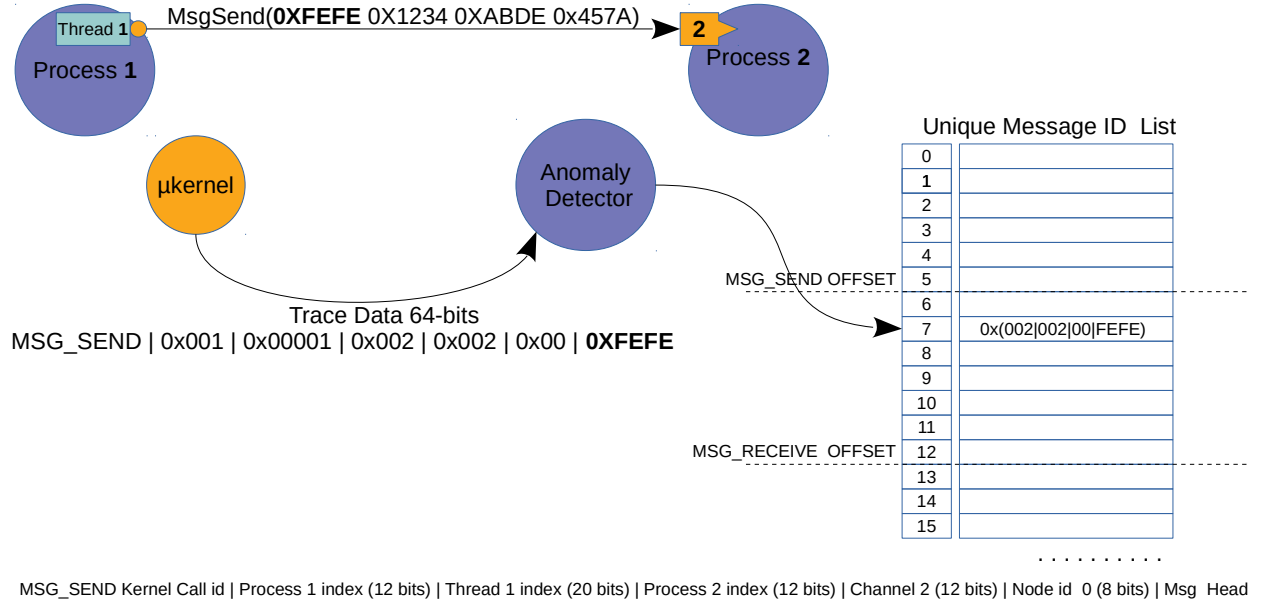 MsgSend(0XFEFE 0X1234 0XABDE 0x457A)
Thread 1
2
Process 1
Process 2
Unique Message ID List
µkernel
Anomaly
Detector
0
1
2
3
4
MSG_SEND OFFSET 5
6
7 0x(002|002|00|FEFE)
8
9
10
11
MSG_RECEIVE OFFSET 12
13
14
15
. . . . . . . . . .
Trace Data 64-bits
MSG_SEND | 0x001 | 0x00001 | 0x002 | 0x002 | 0x00 | 0XFEFE
MSG_SEND Kernel Call id | Process 1 index (12 bits) | Thread 1 index (20 bits) | Process 2 index (12 bits) | Channel 2 (12 bits) | Node id 0 (8 bits) | Msg Head